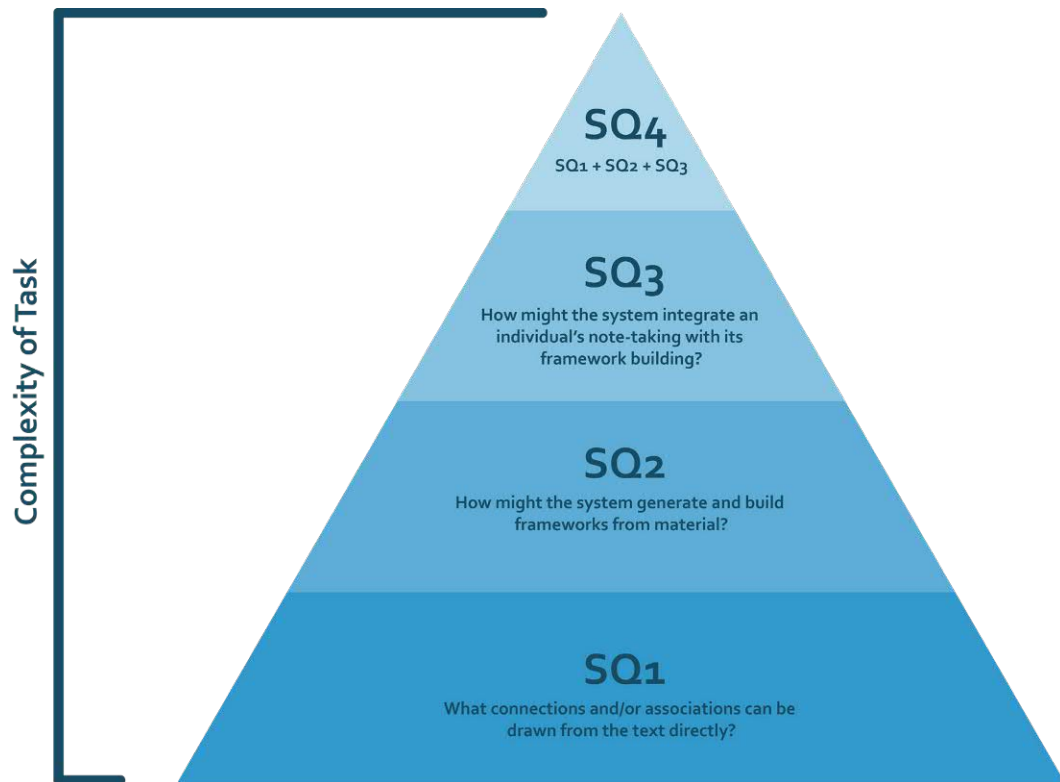 Complexity of Task
SQ4
SQ1 + SQ2 + SQ3
SQ3
How might the system integrate an
individual's note-taking with its
framework building?
SQ2
How might the system generate and build
frameworks from material?
SQ1
What connections and/or associations can be
drawn from the text directly?